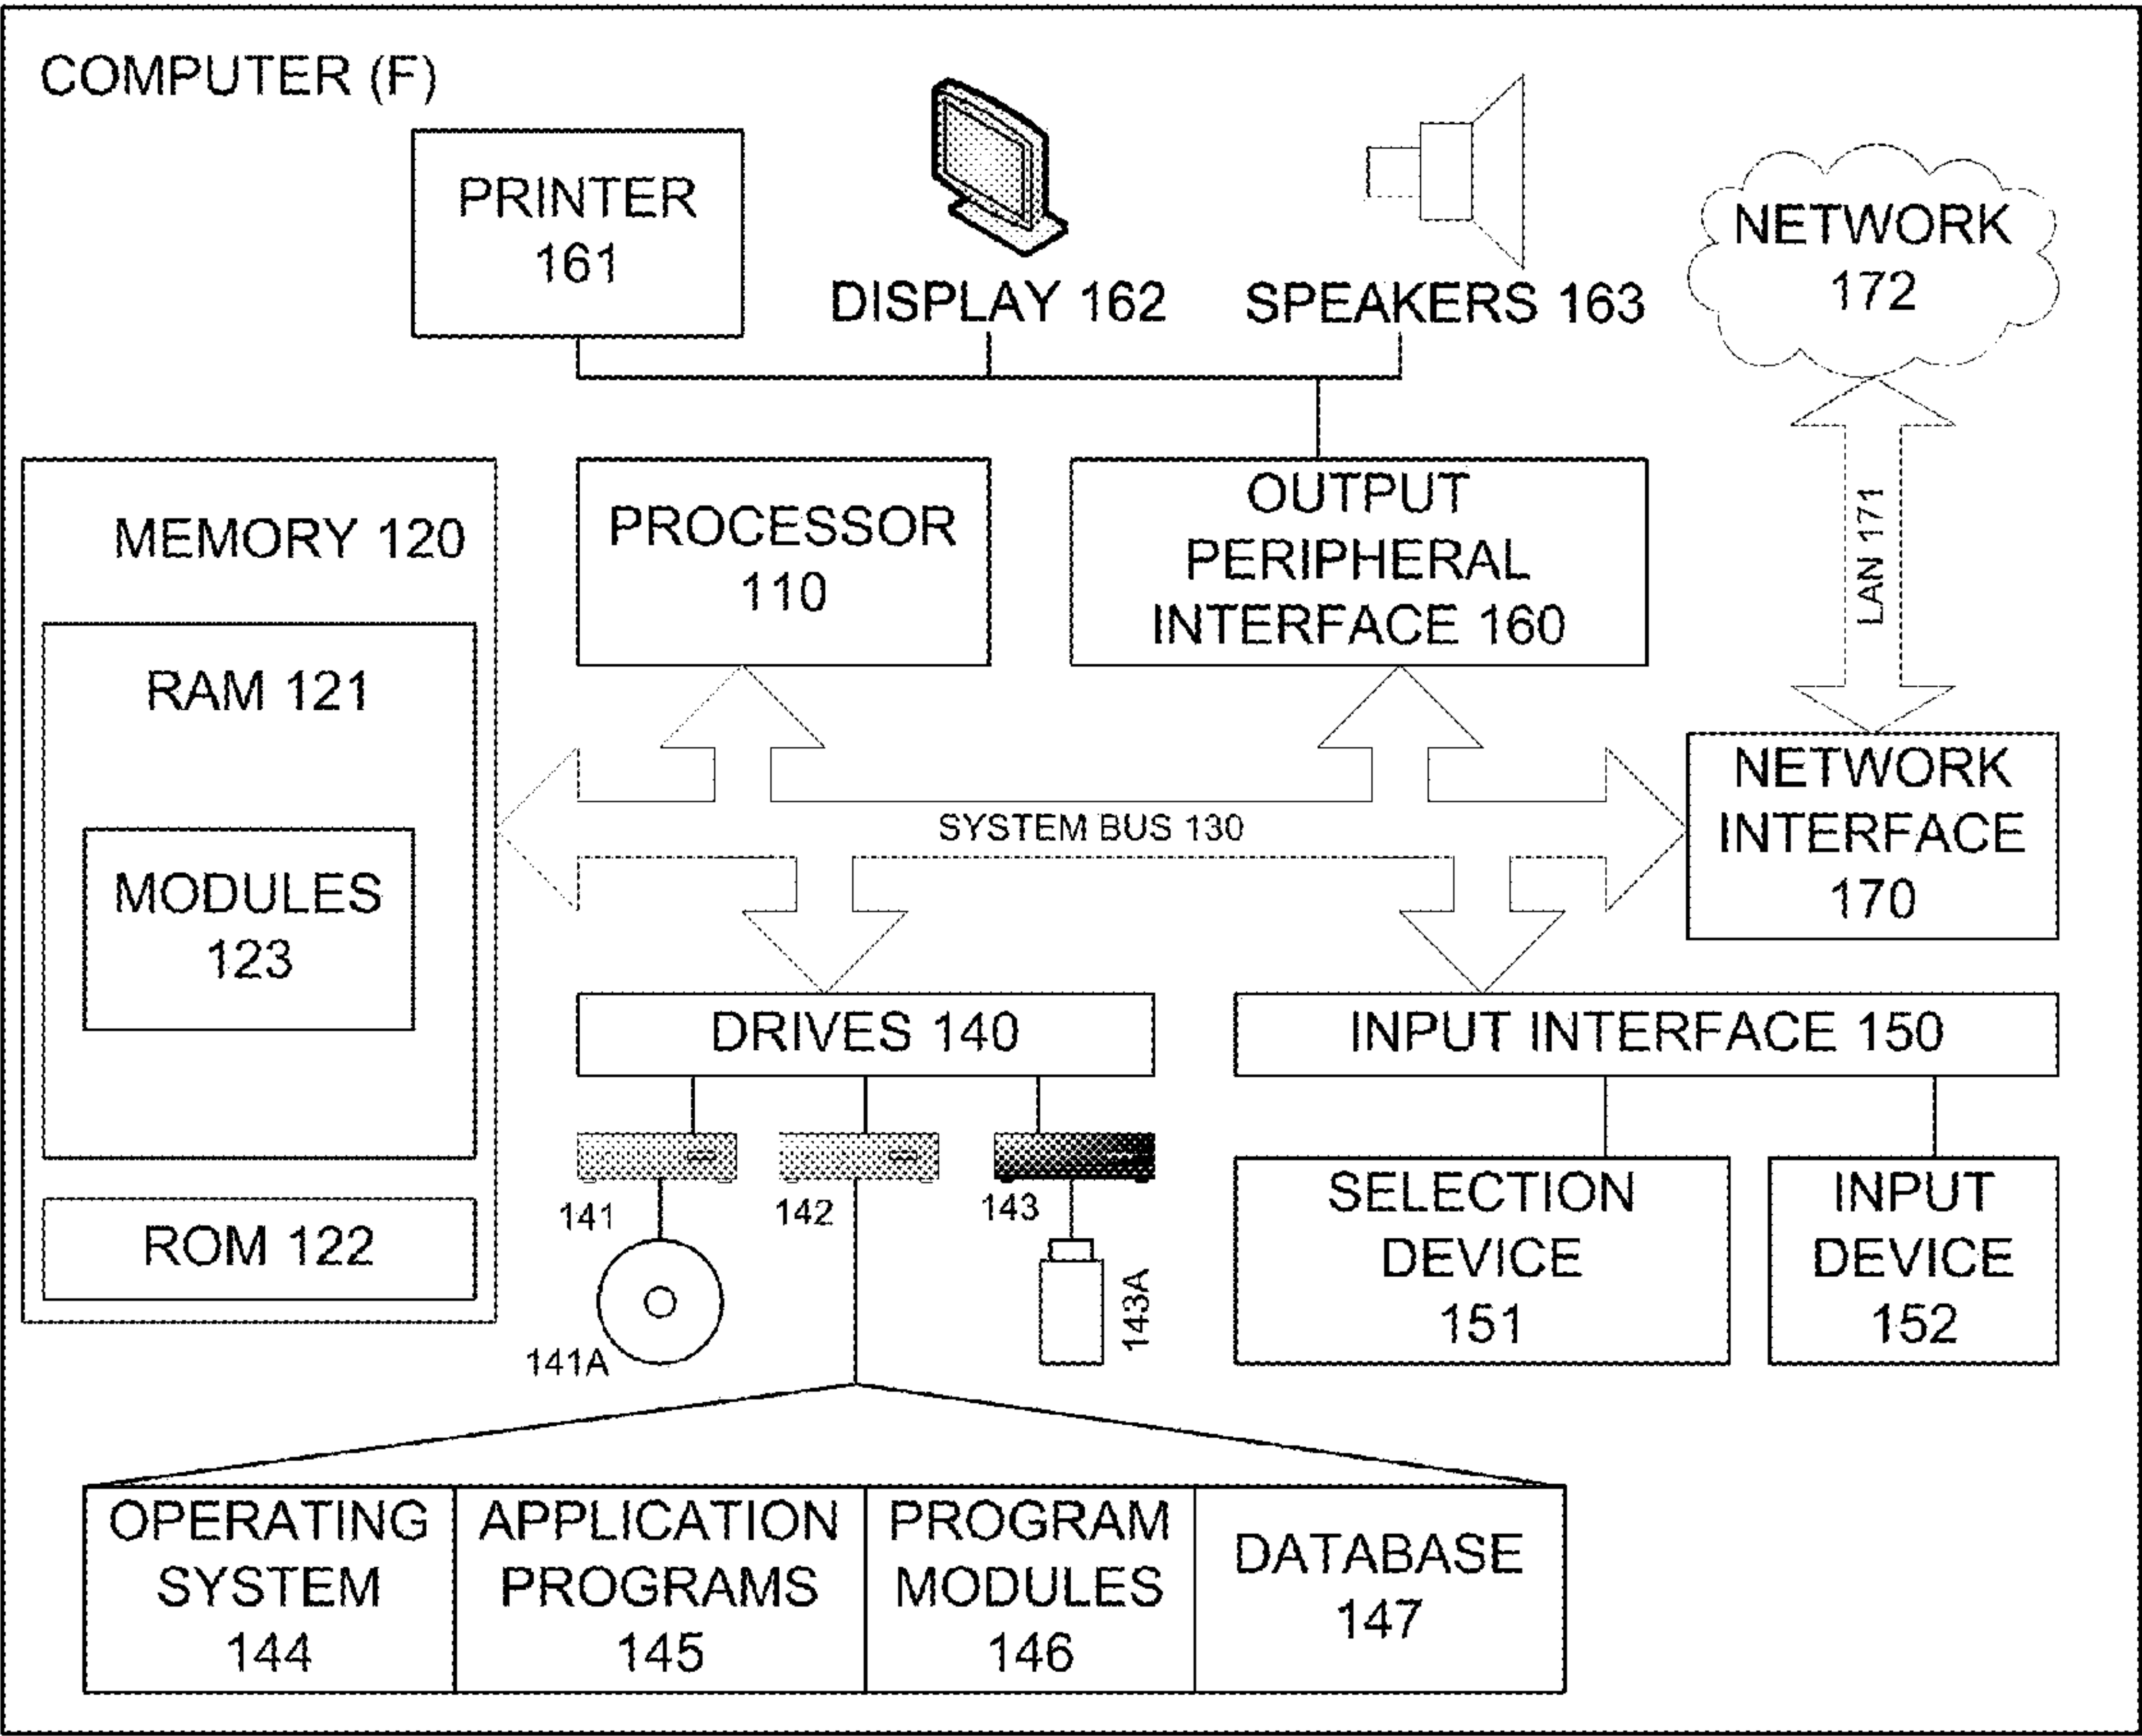 COMPUTER (F)
PRINTER
161
DISPLAY 162
SPEAKERS 163
NETWORK
172
LAN 171
MEMORY 120
RAM 121
MODULES
123
ROM 122
PROCESSOR
110
OUTPUT
PERIPHERAL
INTERFACE 160
SYSTEM BUS 130
NETWORK
INTERFACE
170
DRIVES 140
141
142
143
141A
143A
INPUT INTERFACE 150
SELECTION
DEVICE
151
INPUT
DEVICE
152
OPERATING
SYSTEM
144
APPLICATION
PROGRAMS
145
PROGRAM
MODULES
146
DATABASE
147